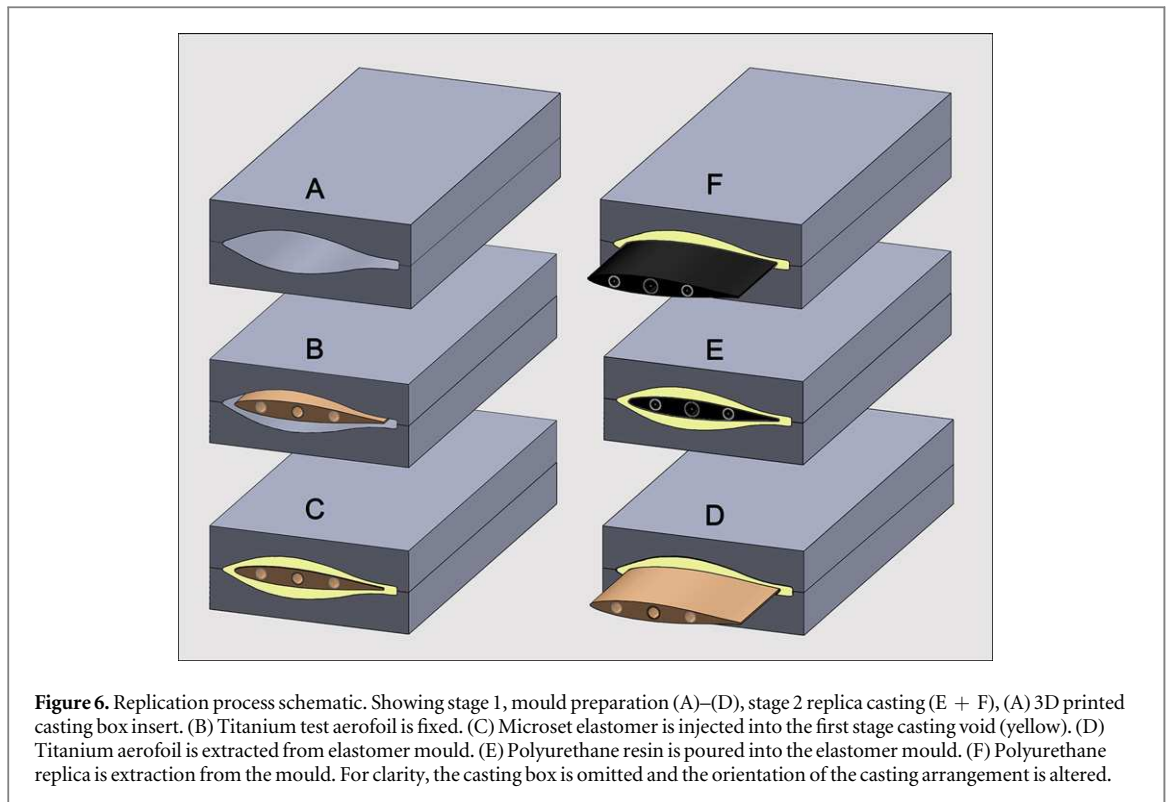 A
F
B
E
C
D
Figure 6. Replication process schematic. Showing stage 1, mould preparation (A)–(D), stage 2 replica casting (E + F), (A) 3D printed
casting box insert. (B) Titanium test aerofoil is fixed. (C) Microset elastomer is injected into the first stage casting void (yellow). (D)
Titanium aerofoil is extracted from elastomer mould. (E) Polyurethane resin is poured into the elastomer mould. (F) Polyurethane
replica is extraction from the mould. For clarity, the casting box is omitted and the orientation of the casting arrangement is altered.